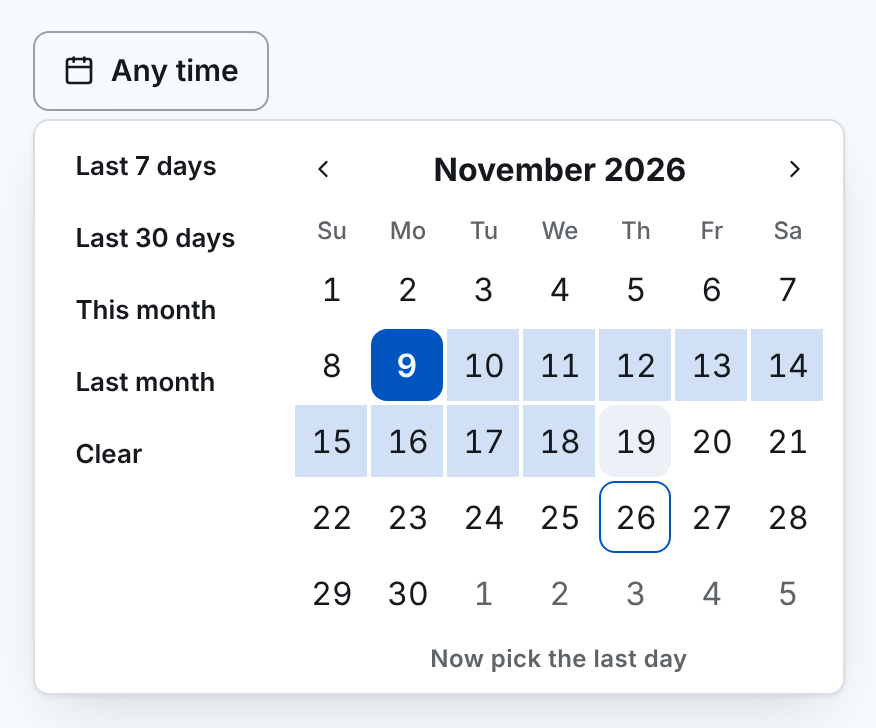 Any time
Last 7 days
Last 30 days
This month
Last month
Clear
November 2026
Su Mo Tu We Th Fr Sa
1 2 3 4 5 6 7
8 9 10 11 12 13 14
15 16 17 18 19 20 21
22 23 24 25 26 27 28
29 30 1 2 3 4 5
Now pick the last day